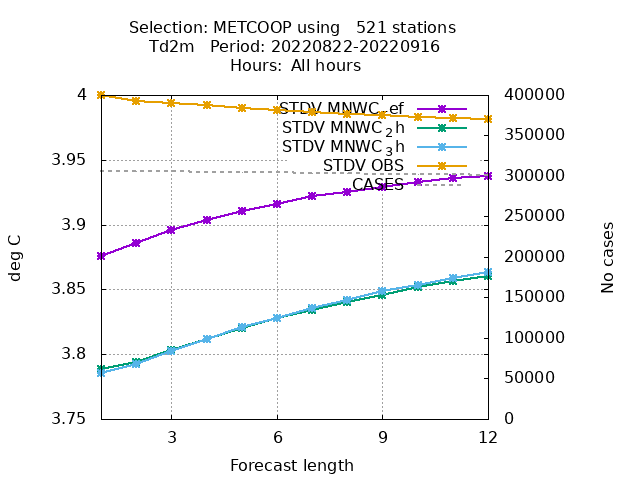 Selection: METCOOP using 521 stations
Td2m Period: 20220822-20220916
Hours: All hours
4
3.95
3.9
3.85
3.8
3.75
deg C
STDV MNWC_ref
STDV MNWC_2h
STDV MNWC_3h
STDV OBS
CASES
400000
350000
300000
250000
200000
150000
100000
50000
0
No cases
3
6
9
12
Forecast length